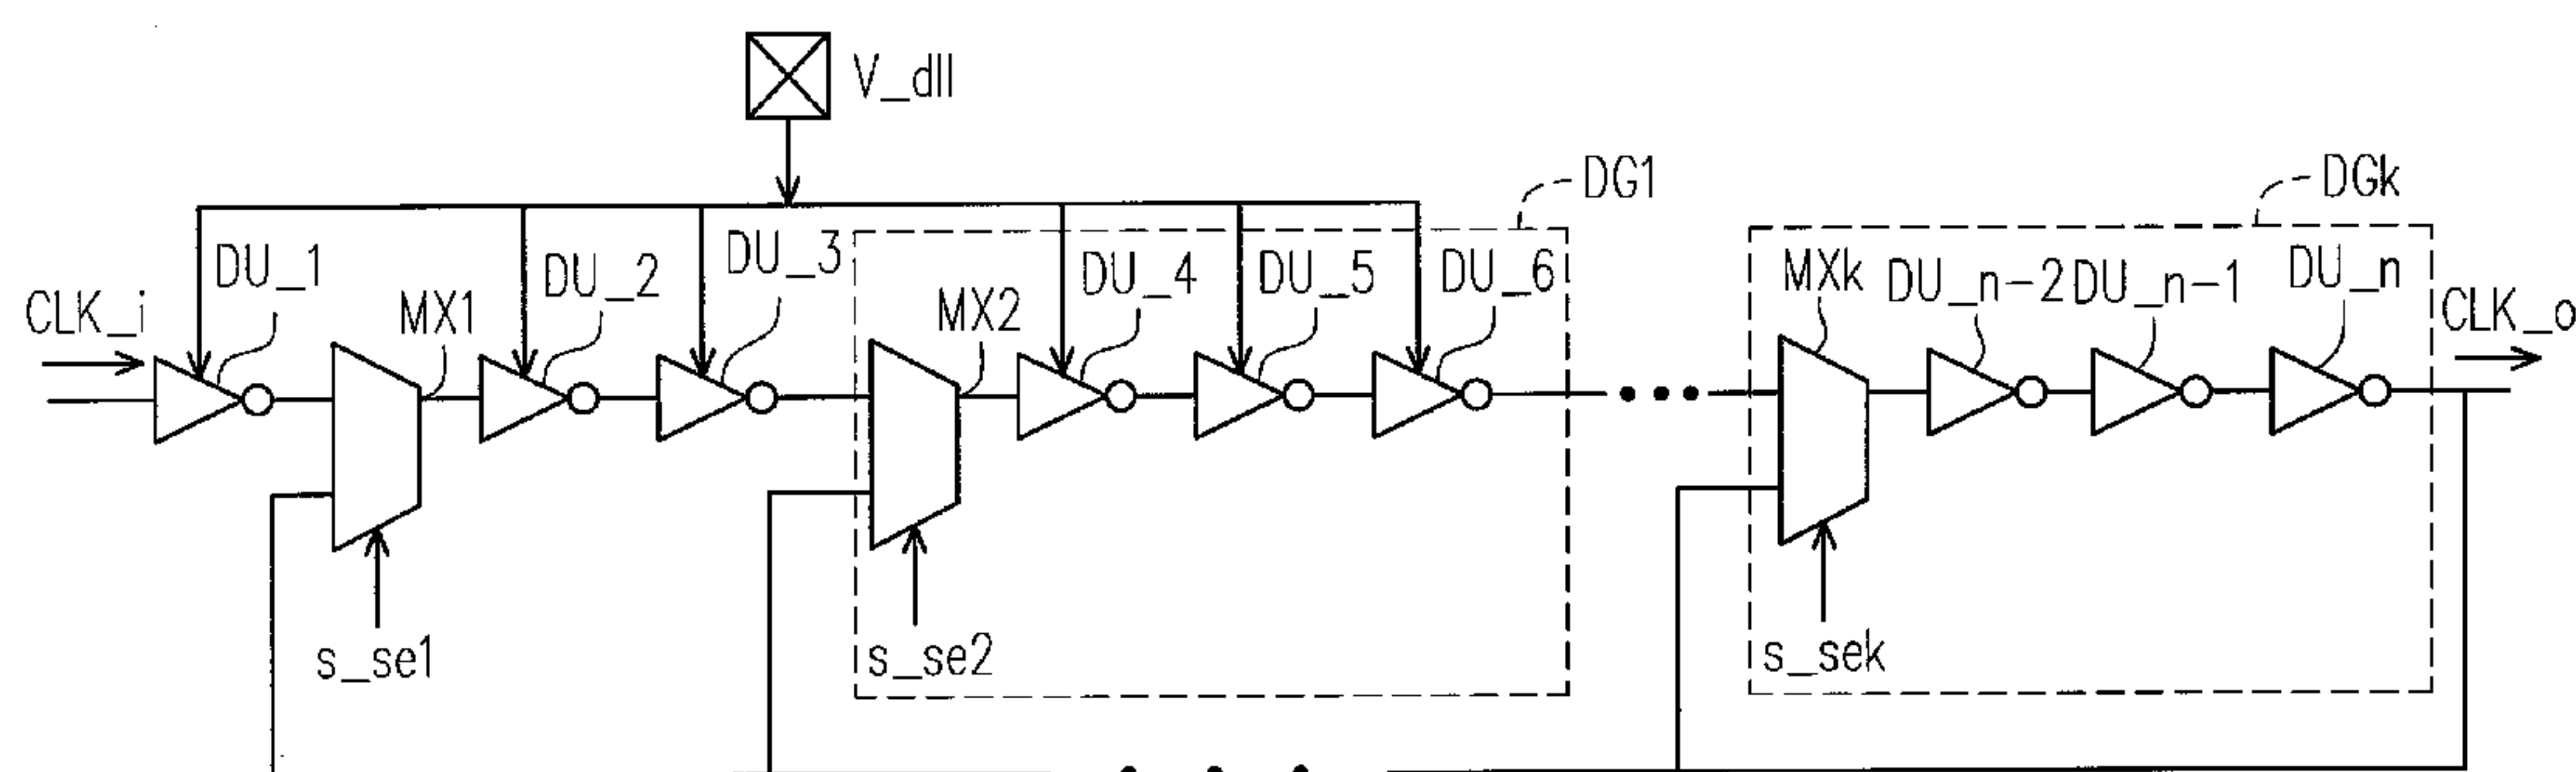 V_dll
DG1
DGk
DU_1
DU_2
DU_3
DU_4
DU_5
DU_6
MXk
DU_n-2
DU_n-1
DU_n
CLK_i
MX1
MX2
CLK_o
s_se1
s_se2
s_sek